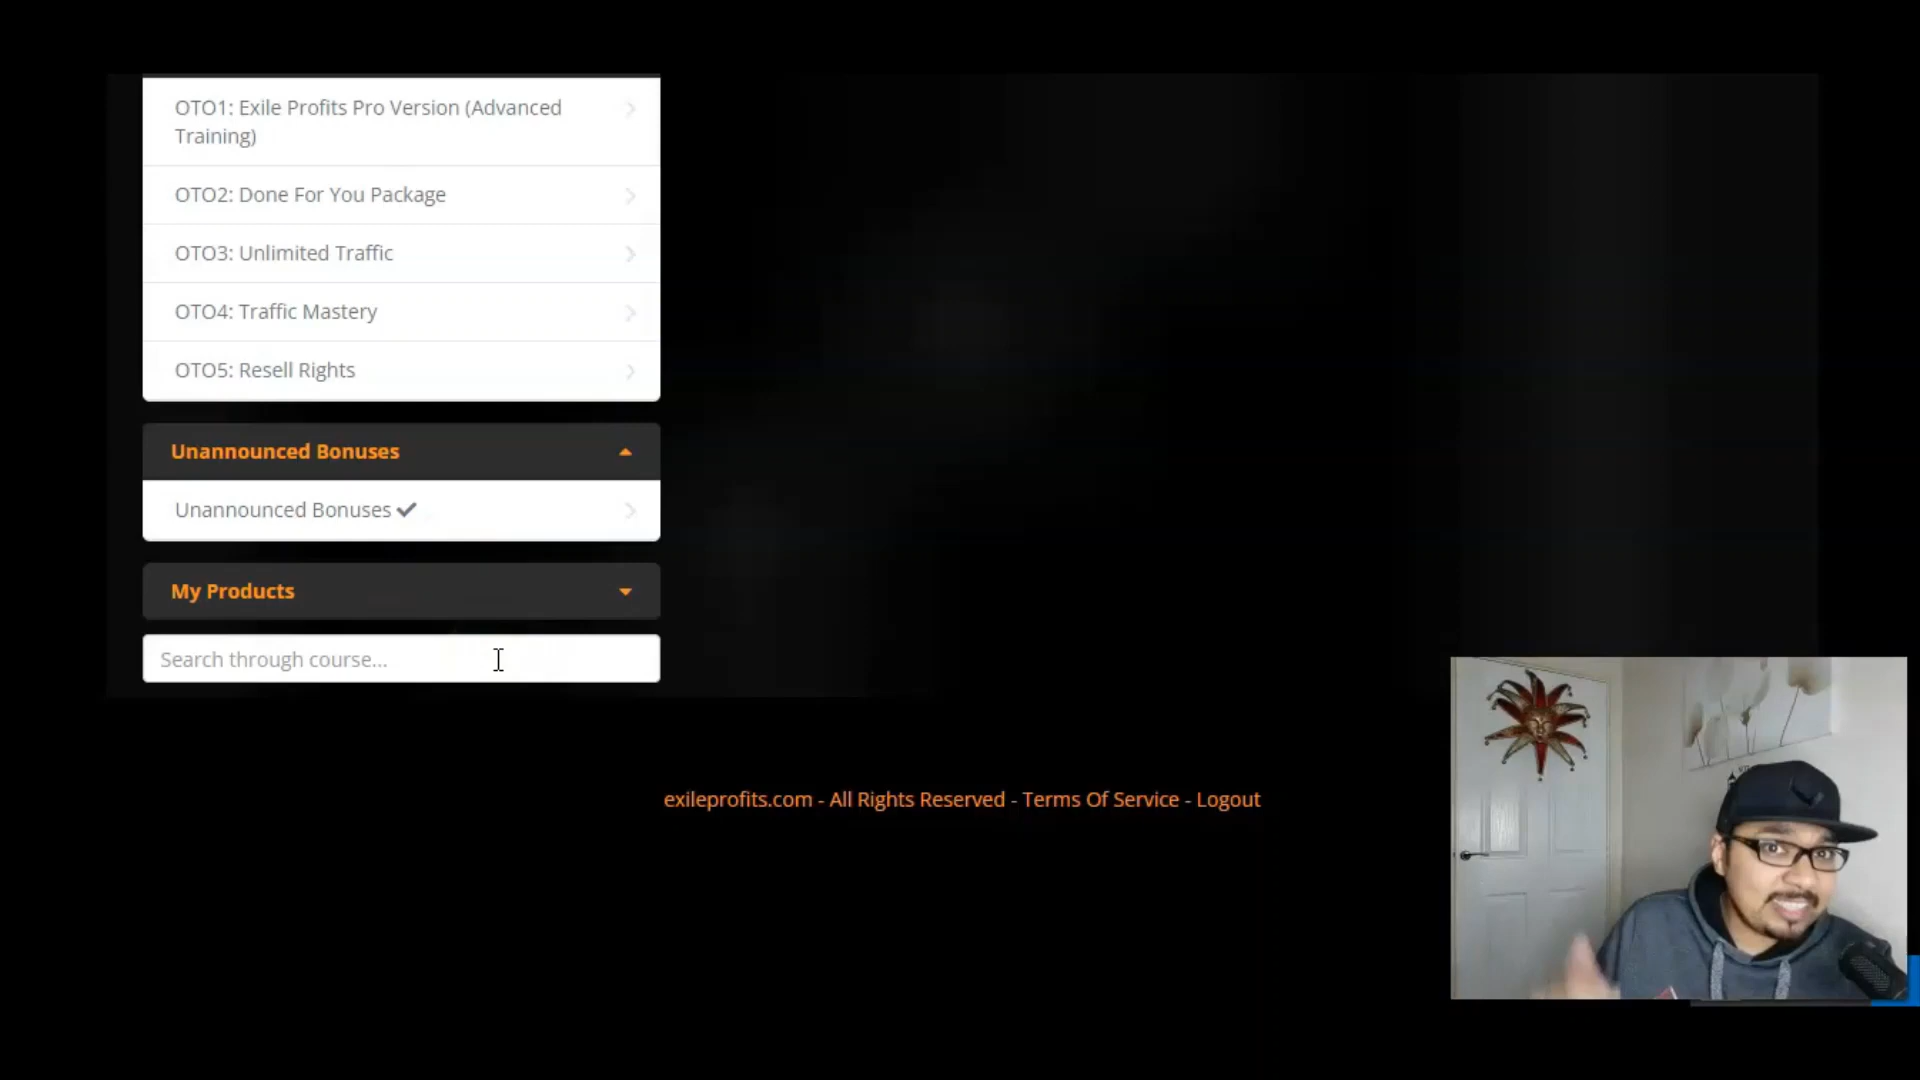 OTO1: Exile Profits Pro Version (Advanced
Training)
OTO2: Done For You Package
OTO3: Unlimited Traffic
OTO4: Traffic Mastery
OTO5: Resell Rights
Unannounced Bonuses
Unannounced Bonuses
My Products
Search through course...
exileprofits.com - All Rights Reserved - Terms Of Service - Logout